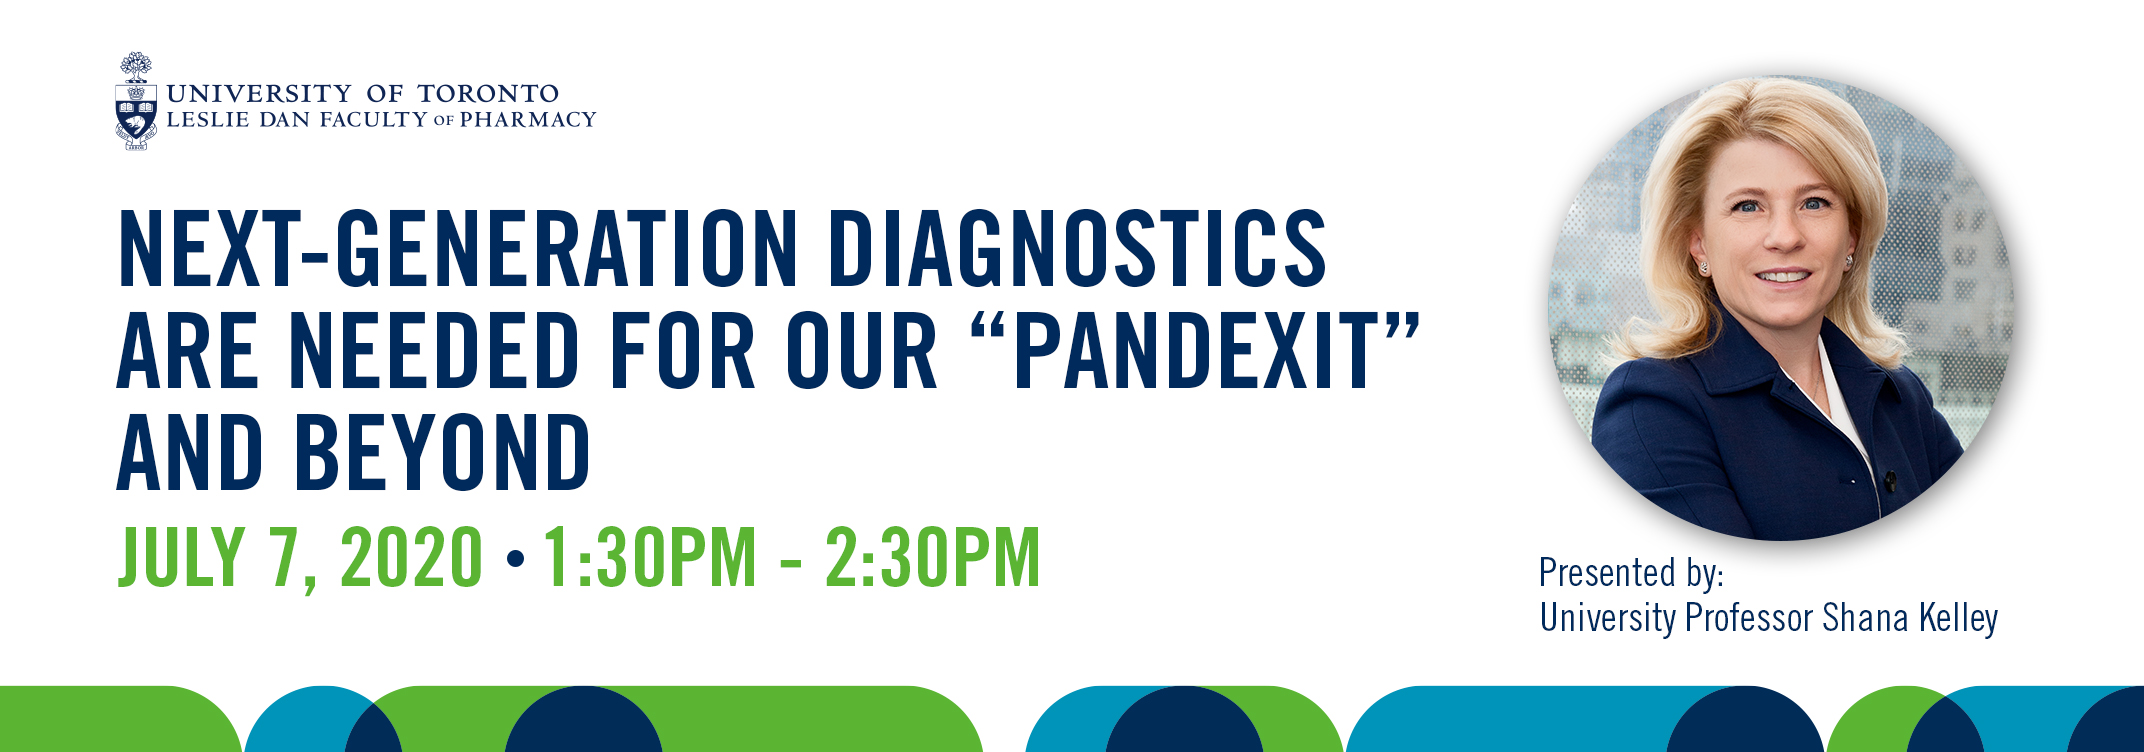 UNIVERSITY OF TORONTO
LESLIE DAN FACULTY OF PHARMACY
NEXT-GENERATION DIAGNOSTICS
ARE NEEDED FOR OUR “PANDEXIT”
AND BEYOND
JULY 7, 2020 • 1:30PM - 2:30PM
Presented by:
University Professor Shana Kelley